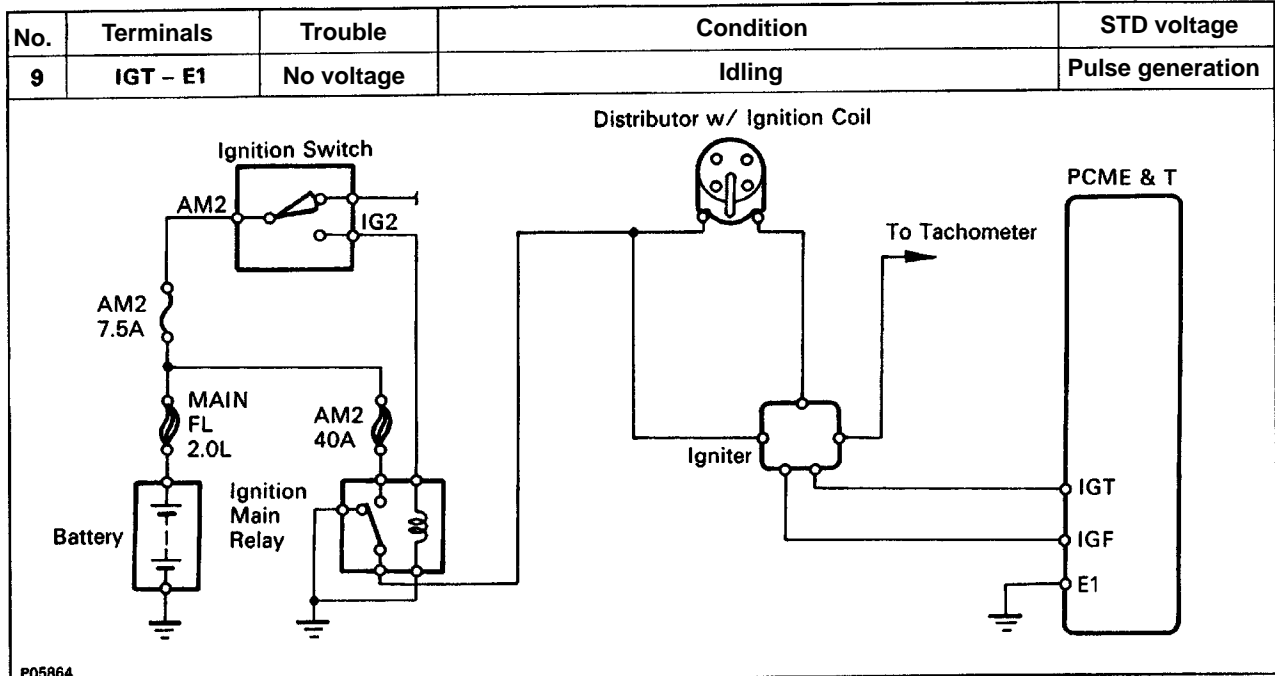 No. Terminals Trouble Condition STD voltage
9 IGT – E1 No voltage Idling Pulse generation
Distributor w/ Ignition Coil
Ignition Switch
PCME & T
AM2
IG2
To Tachometer
AM2
7.5A
MAIN
FL
2.0L
AM2
40A
Igniter
Ignition
Main
Relay
Battery
IGT
IGF
E1
P05864